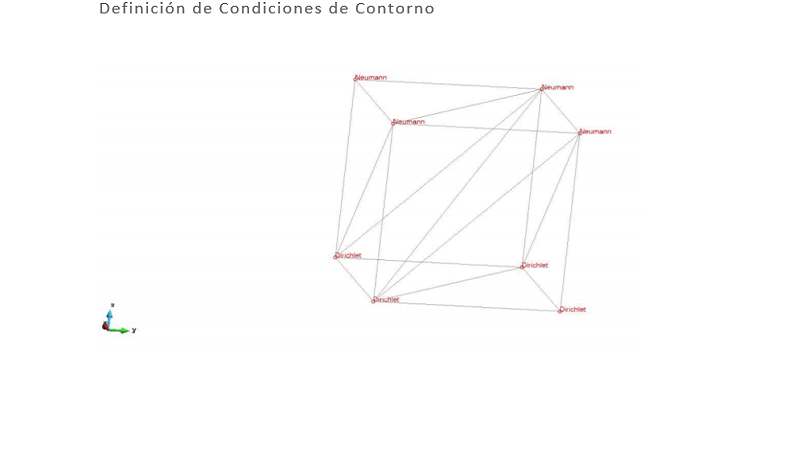 Definición de Condiciones de Contorno
Neumann
Neumann
Neumann
Neumann
Dirichlet
Dirichlet
Dirichlet
Dirichlet
z
y